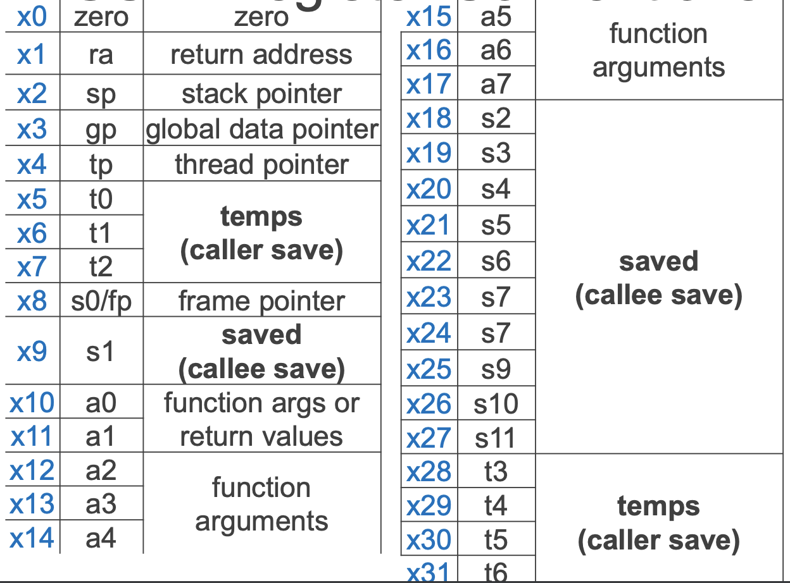 x0 zero zero
x1 ra return address
x2 sp stack pointer
x3 gp global data pointer
x4 tp thread pointer
x5 t0
x6 t1
x7 t2
temps
(caller save)
x8 s0/fp frame pointer
x9 s1
saved
(callee save)
x10 a0
x11 a1
function args or
return values
x12 a2
x13 a3
x14 a4
function
arguments
x15 a5
x16 a6
x17 a7
function
arguments
x18 s2
x19 s3
x20 s4
x21 s5
x22 s6
x23 s7
x24 s7
x25 s9
x26 s10
x27 s11
saved
(callee save)
x28 t3
x29 t4
x30 t5
x31 t6
temps
(caller save)